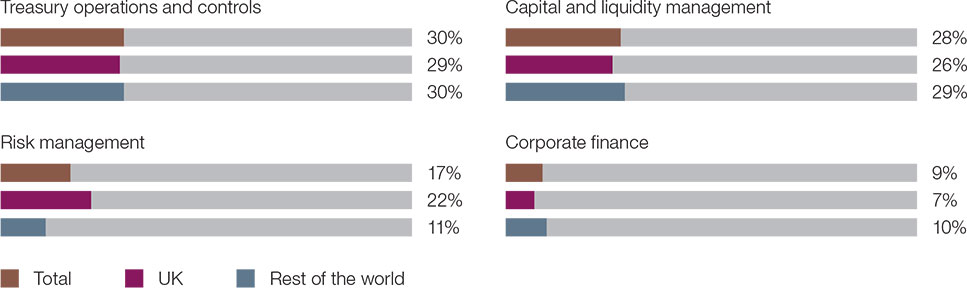 Treasury operations and controls
30%
29%
30%
Capital and liquidity management
28%
26%
29%
Risk management
17%
22%
11%
Corporate finance
9%
7%
10%
Total UK Rest of the world